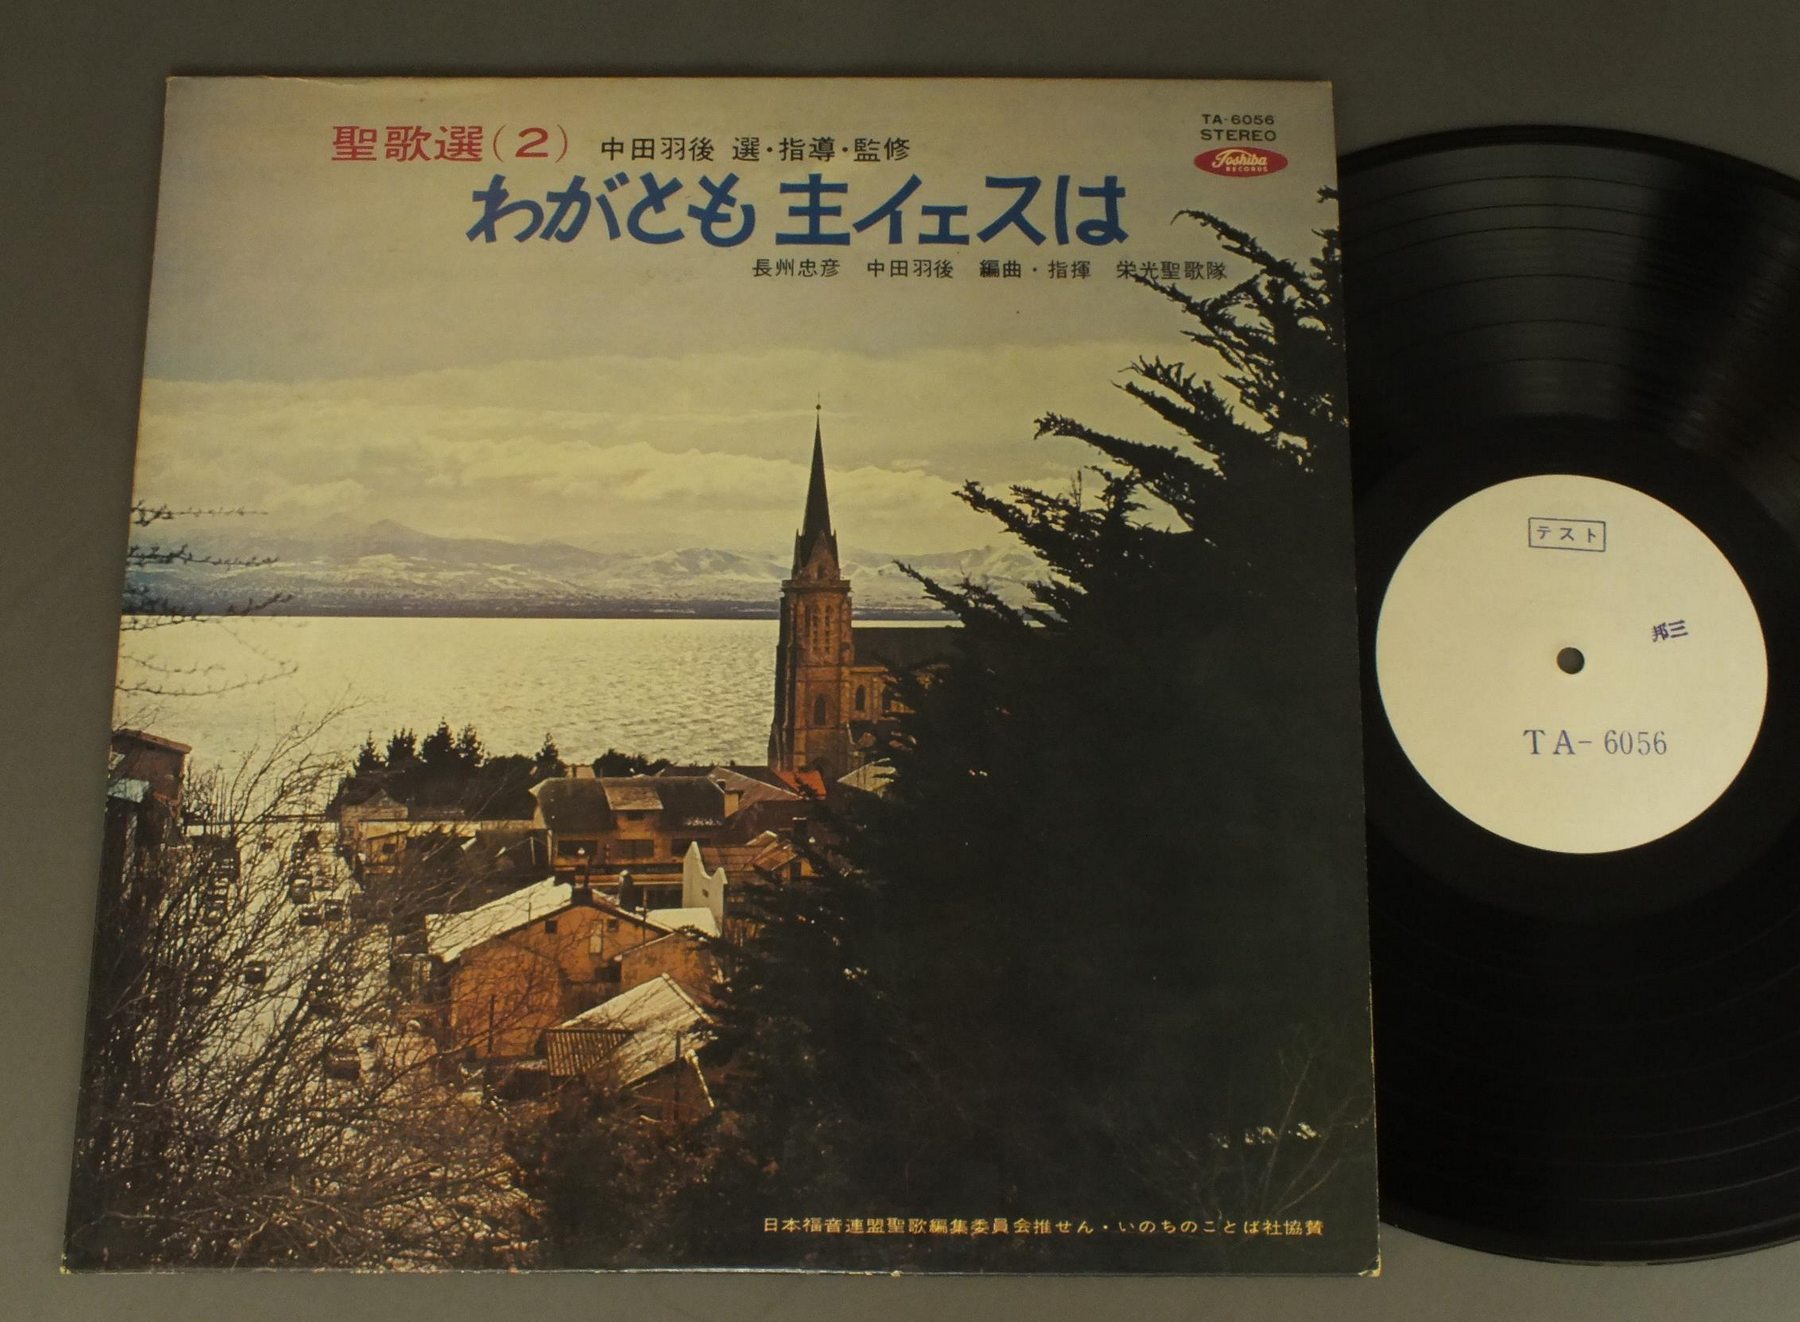 聖歌選(2) 中田羽後 選・指導・監修
わがとも 主イエスは
長州忠彦 中田羽後 編曲・指揮 栄光聖歌隊
TA-6056
STEREO
Toshiba
RECORDS
日本福音連盟聖歌編集委員会推せん・いのちのことば社協賛
テスト
邦三
TA-6056